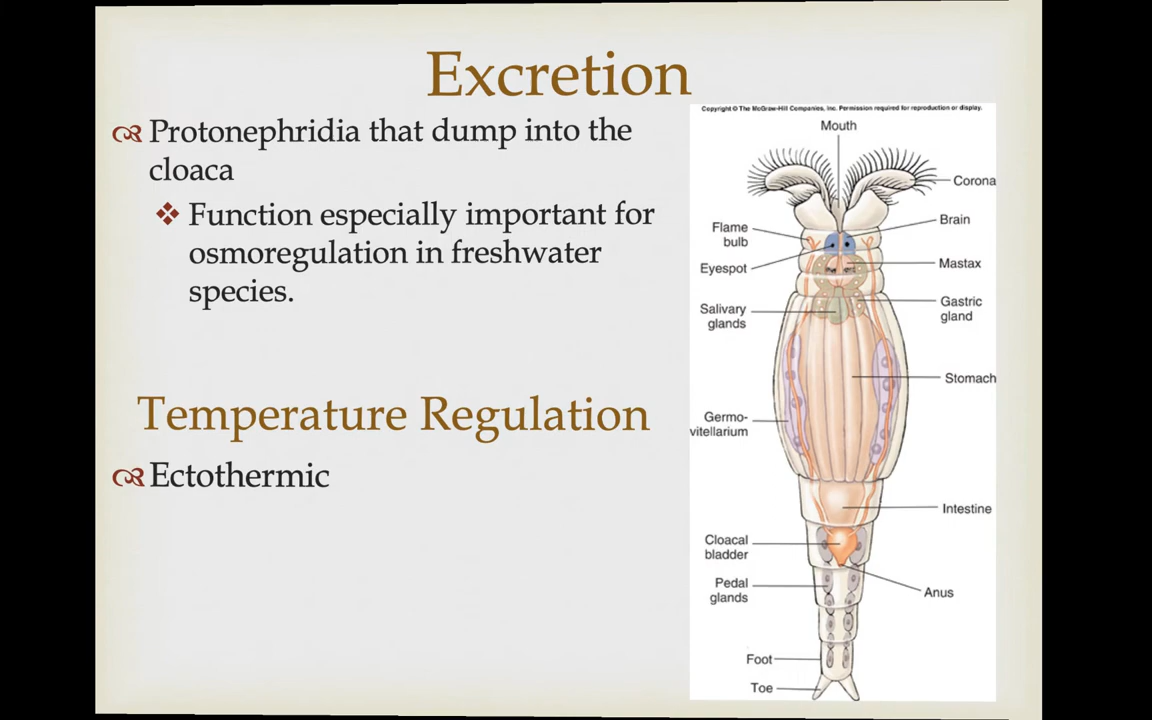 Excretion
Protonephridia that dump into the
cloaca
Function especially important for
osmoregulation in freshwater
species.
Temperature Regulation
Ectothermic
Copyright © The McGraw-Hill Companies, Inc. Permission required for reproduction or display.
Mouth
Corona
Flame
bulb
Brain
Eyespot
Mastax
Salivary
glands
Gastric
gland
Stomach
Germo-
vitellarium
Intestine
Cloacal
bladder
Pedal
glands
Anus
Foot
Toe